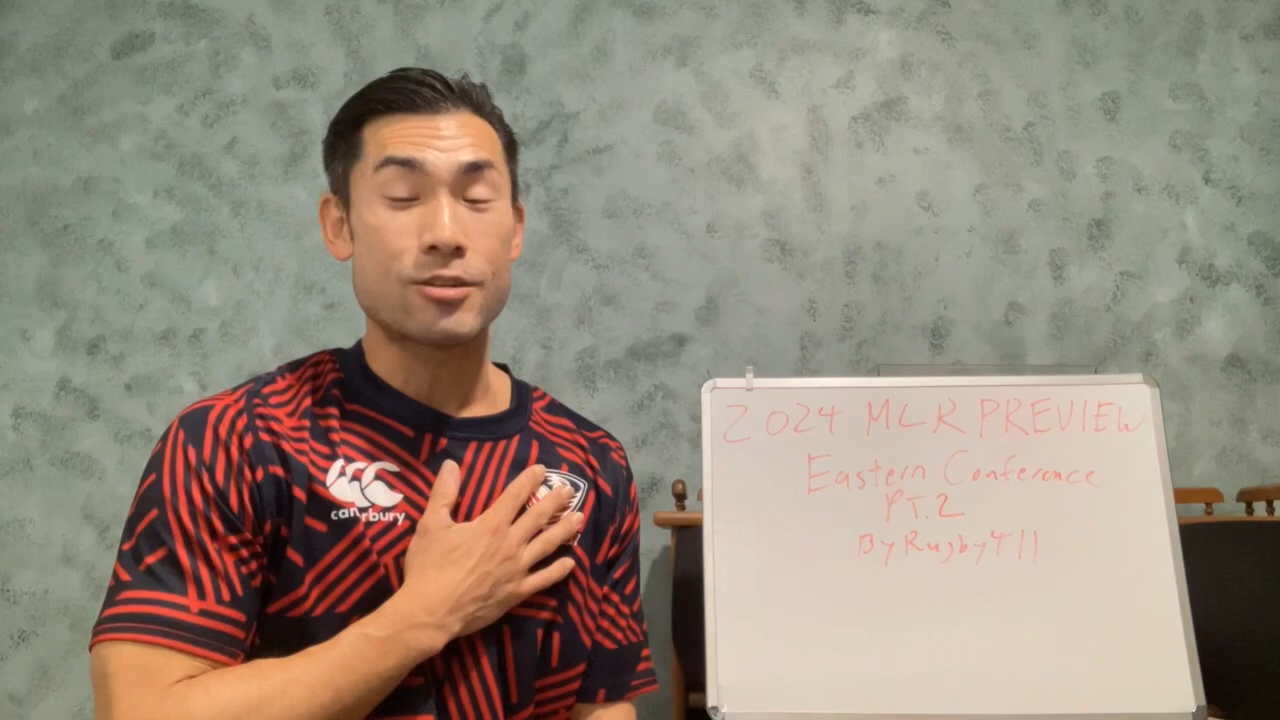 canterbury
2024 MLR PREVIEW
Eastern Conference
PT.2
By Rugby411